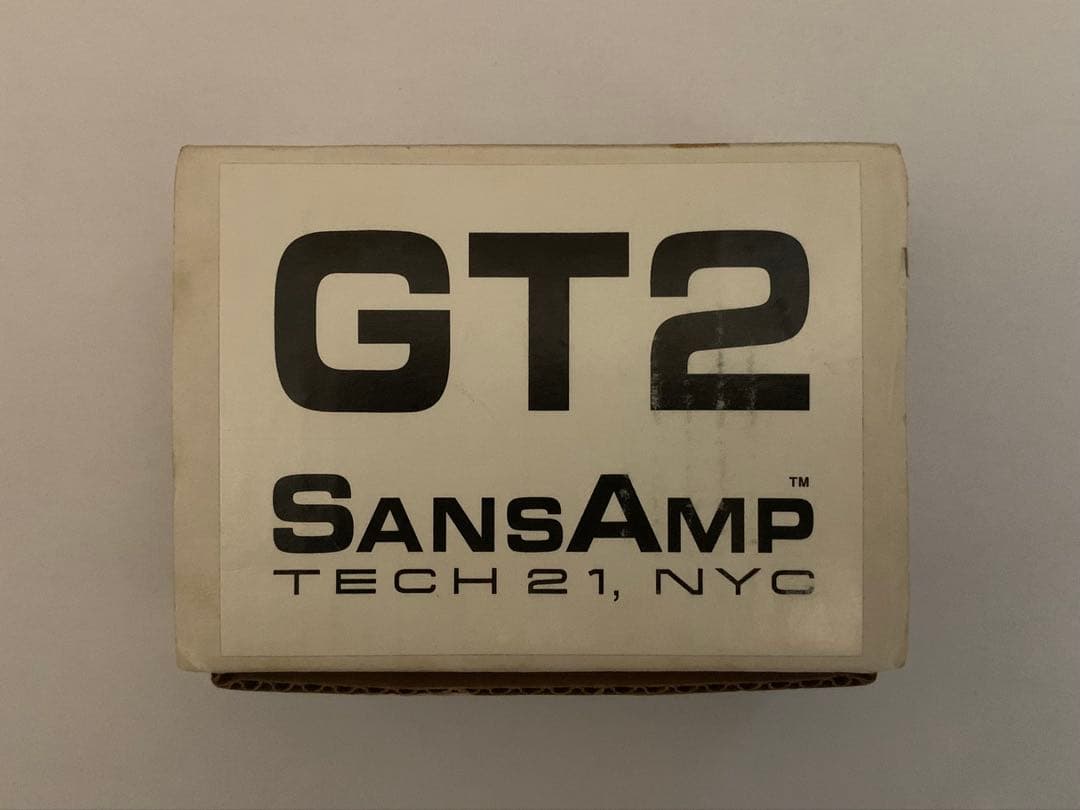 GT2
SANSAMP™
TECH 21, NYC